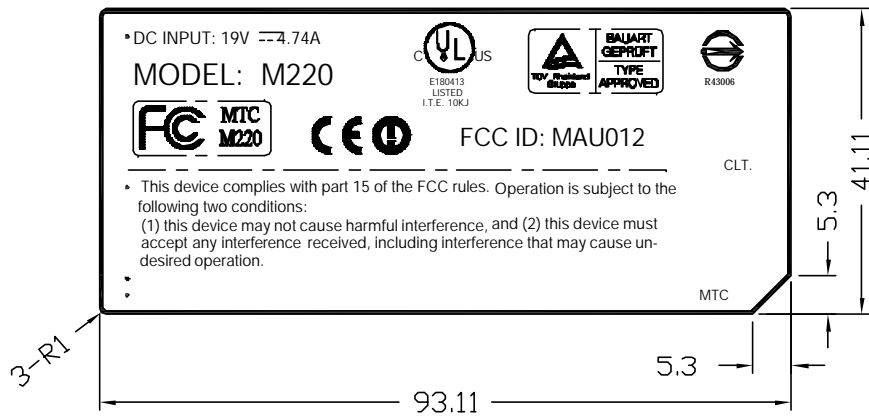 DC INPUT: 19V 4.74A
MODEL: M220
C UL US
E180413
LISTED
I.T.E. 10KJ
TÜV Rheinland
Gruppe
BAUART
GEPRÜFT
TYPE
APPROVED
R43006
FC MTC
M220
CE
FCC ID: MAU012
CLT.
This device complies with part 15 of the FCC rules. Operation is subject to the
following two conditions:
(1) this device may not cause harmful interference, and (2) this device must
accept any interference received, including interference that may cause un-
desired operation.
MTC
41.11
5.3
3-R1
5.3
93.11